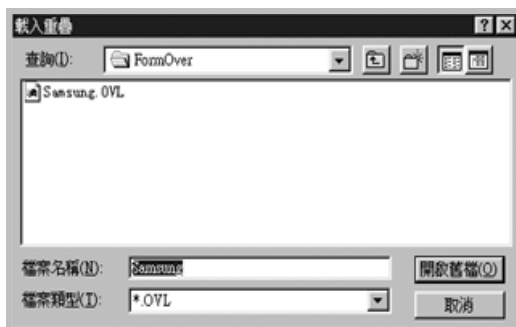 載入重疊
查詢(I): FormOver
Samsung.OVL
檔案名稱(N): Samsung
開啟舊檔(O)
檔案類型(T): *.OVL
取消